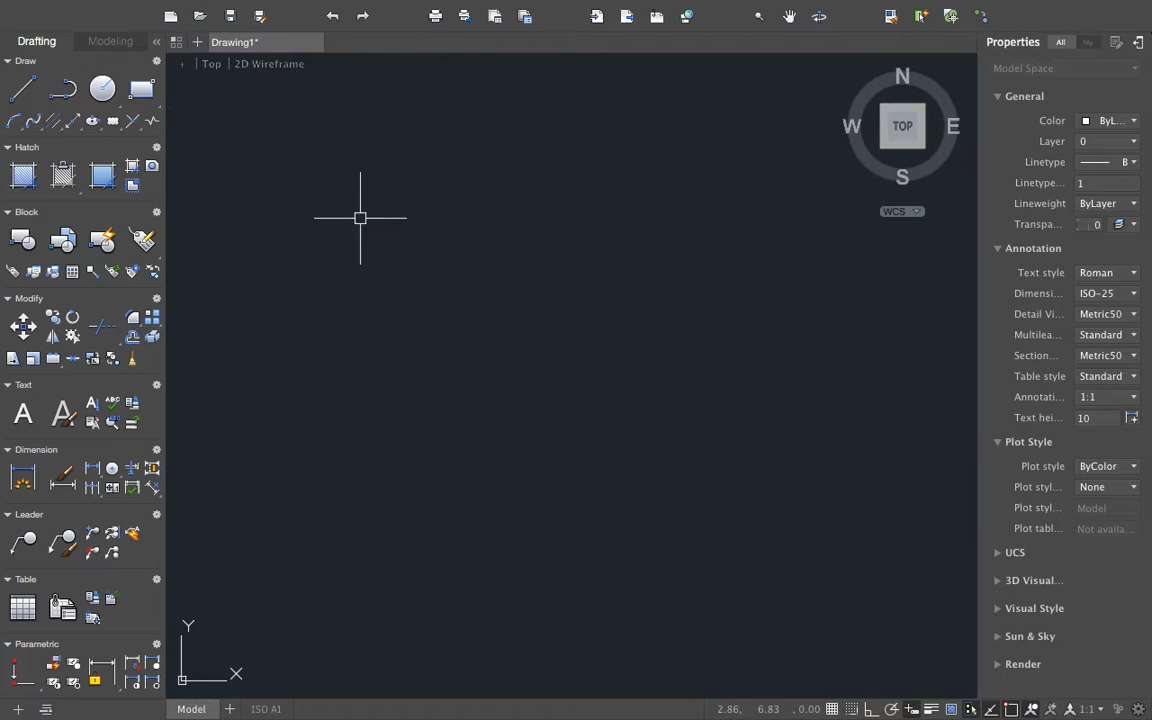 Drafting Modeling
Drawing1*
Properties All Me
Draw
Top 2D Wireframe
Model Space
N
W TOP E
S
WCS
General
Color ByL...
Layer 0
Linetype B
Linetype... 1
Lineweight ByLayer
Transpa... 0
Hatch
Block
Annotation
Text style Roman
Dimensi... ISO-25
Detail Vi... Metric50
Multilea... Standard
Section... Metric50
Table style Standard
Annotati... 1:1
Text hei... 10
Modify
Text
A A A ABC
Plot Style
Plot style ByColor
Plot styl... None
Plot styl... Model
Plot tabl... Not availa...
Dimension
Leader
UCS
3D Visual...
Visual Style
Sun & Sky
Render
Table
Parametric
Y
X
Model ISO A1 2.86, 6.83 , 0.00 1:1